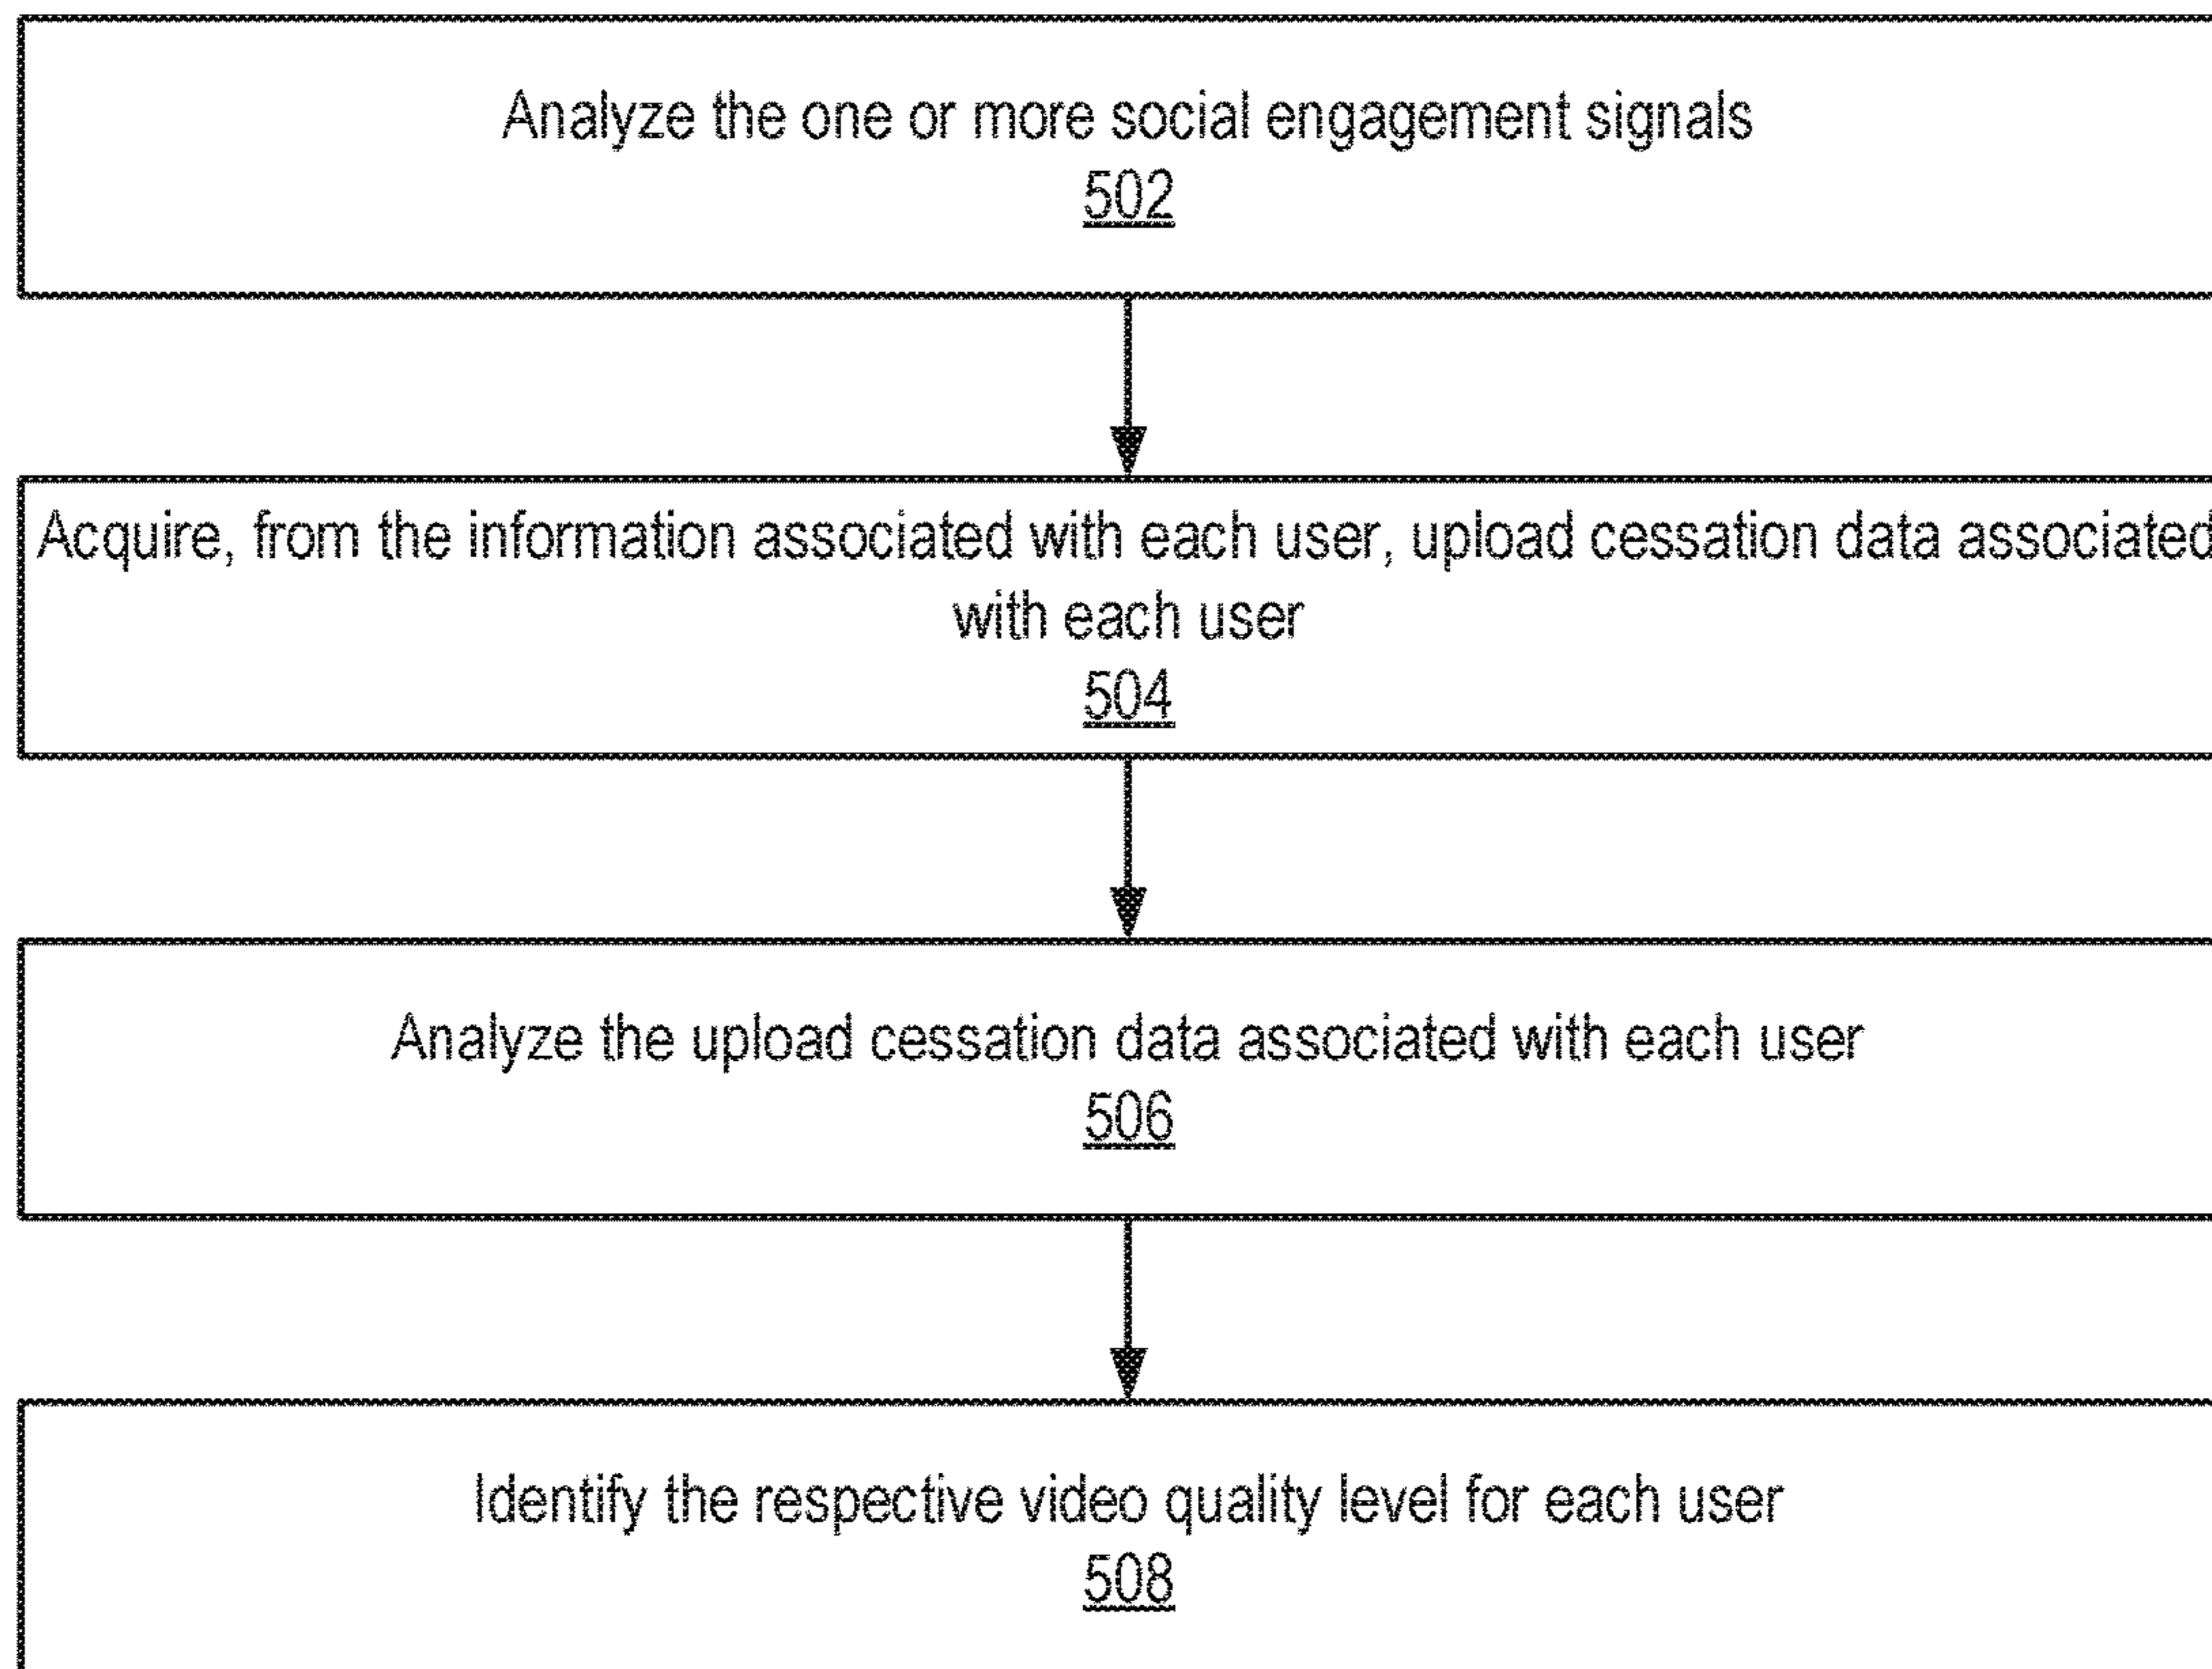 Analyze the one or more social engagement signals
502
Acquire, from the information associated with each user, upload cessation data associated
with each user
504
Analyze the upload cessation data associated with each user
506
Identify the respective video quality level for each user
508